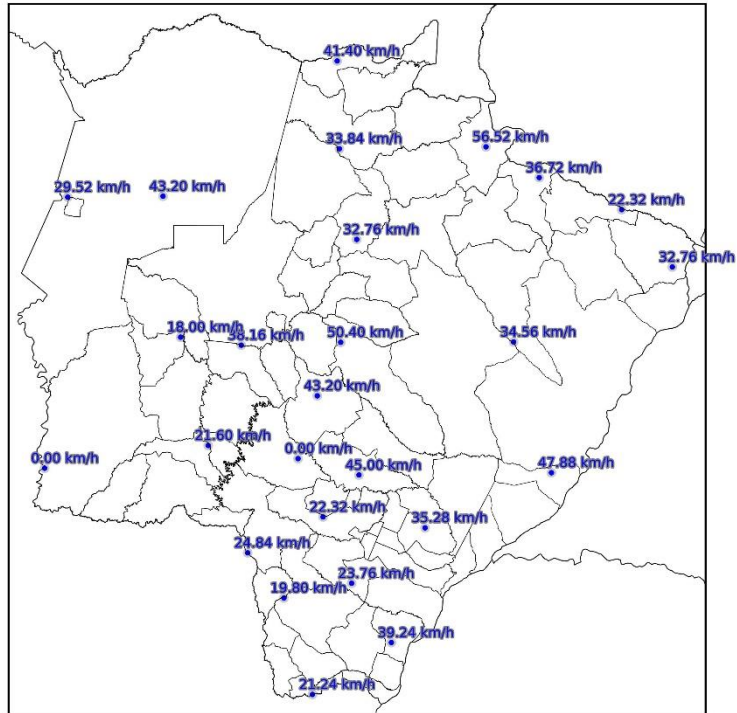 41.40 km/h
33.84 km/h
56.52 km/h
36.72 km/h
29.52 km/h
43.20 km/h
22.32 km/h
32.76 km/h
32.76 km/h
18.00 km/h
38.16 km/h
50.40 km/h
34.56 km/h
43.20 km/h
21.60 km/h
0.00 km/h
0.00 km/h
45.00 km/h
47.88 km/h
22.32 km/h
35.28 km/h
24.84 km/h
23.76 km/h
19.80 km/h
39.24 km/h
21.24 km/h